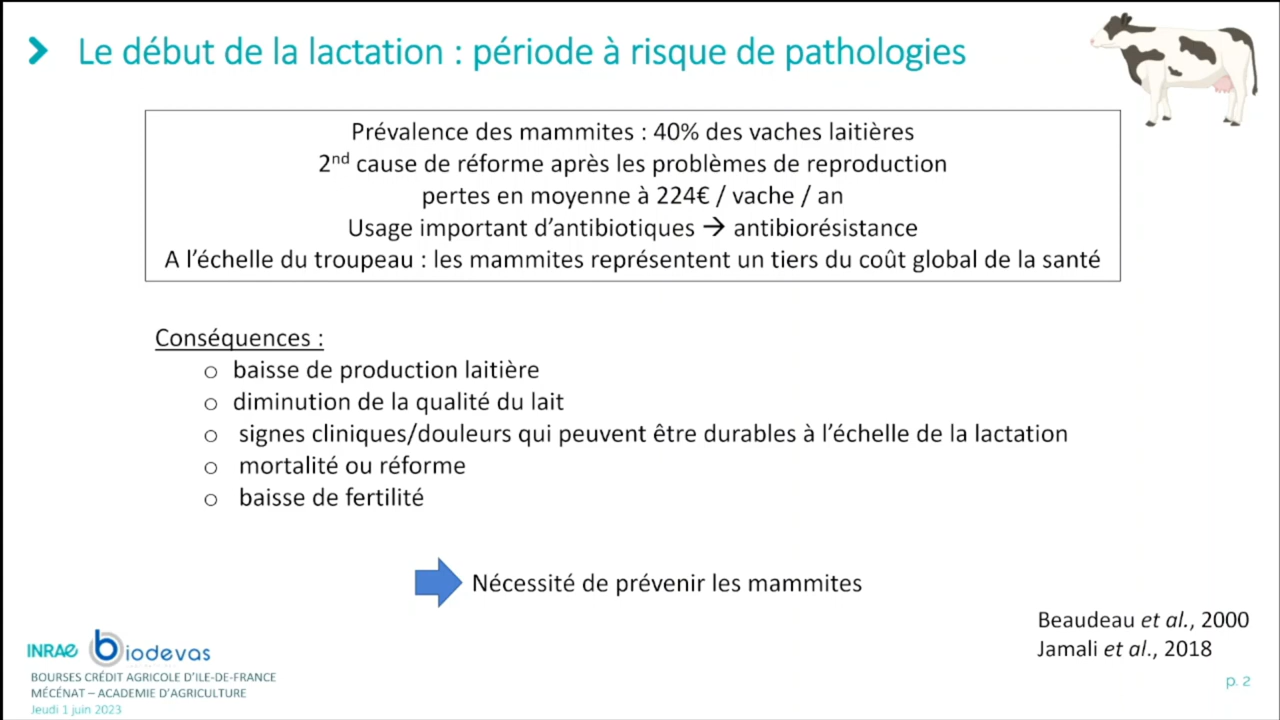 Le début de la lactation : période à risque de pathologies
Prévalence des mammites : 40% des vaches laitières
2nd cause de réforme après les problèmes de reproduction
pertes en moyenne à 224€ / vache / an
Usage important d’antibiotiques → antibiorésistance
A l’échelle du troupeau : les mammites représentent un tiers du coût global de la santé
Conséquences :
o baisse de production laitière
o diminution de la qualité du lait
o signes cliniques/douleurs qui peuvent être durables à l’échelle de la lactation
o mortalité ou réforme
o baisse de fertilité
Nécessité de prévenir les mammites
Beaudeau et al., 2000
Jamali et al., 2018
INRAE biodevas
BOURSES CRÉDIT AGRICOLE D’ILE-DE-FRANCE
MÉCÉNAT – ACADEMIE D’AGRICULTURE
Jeudi 1 juin 2023
p. 2